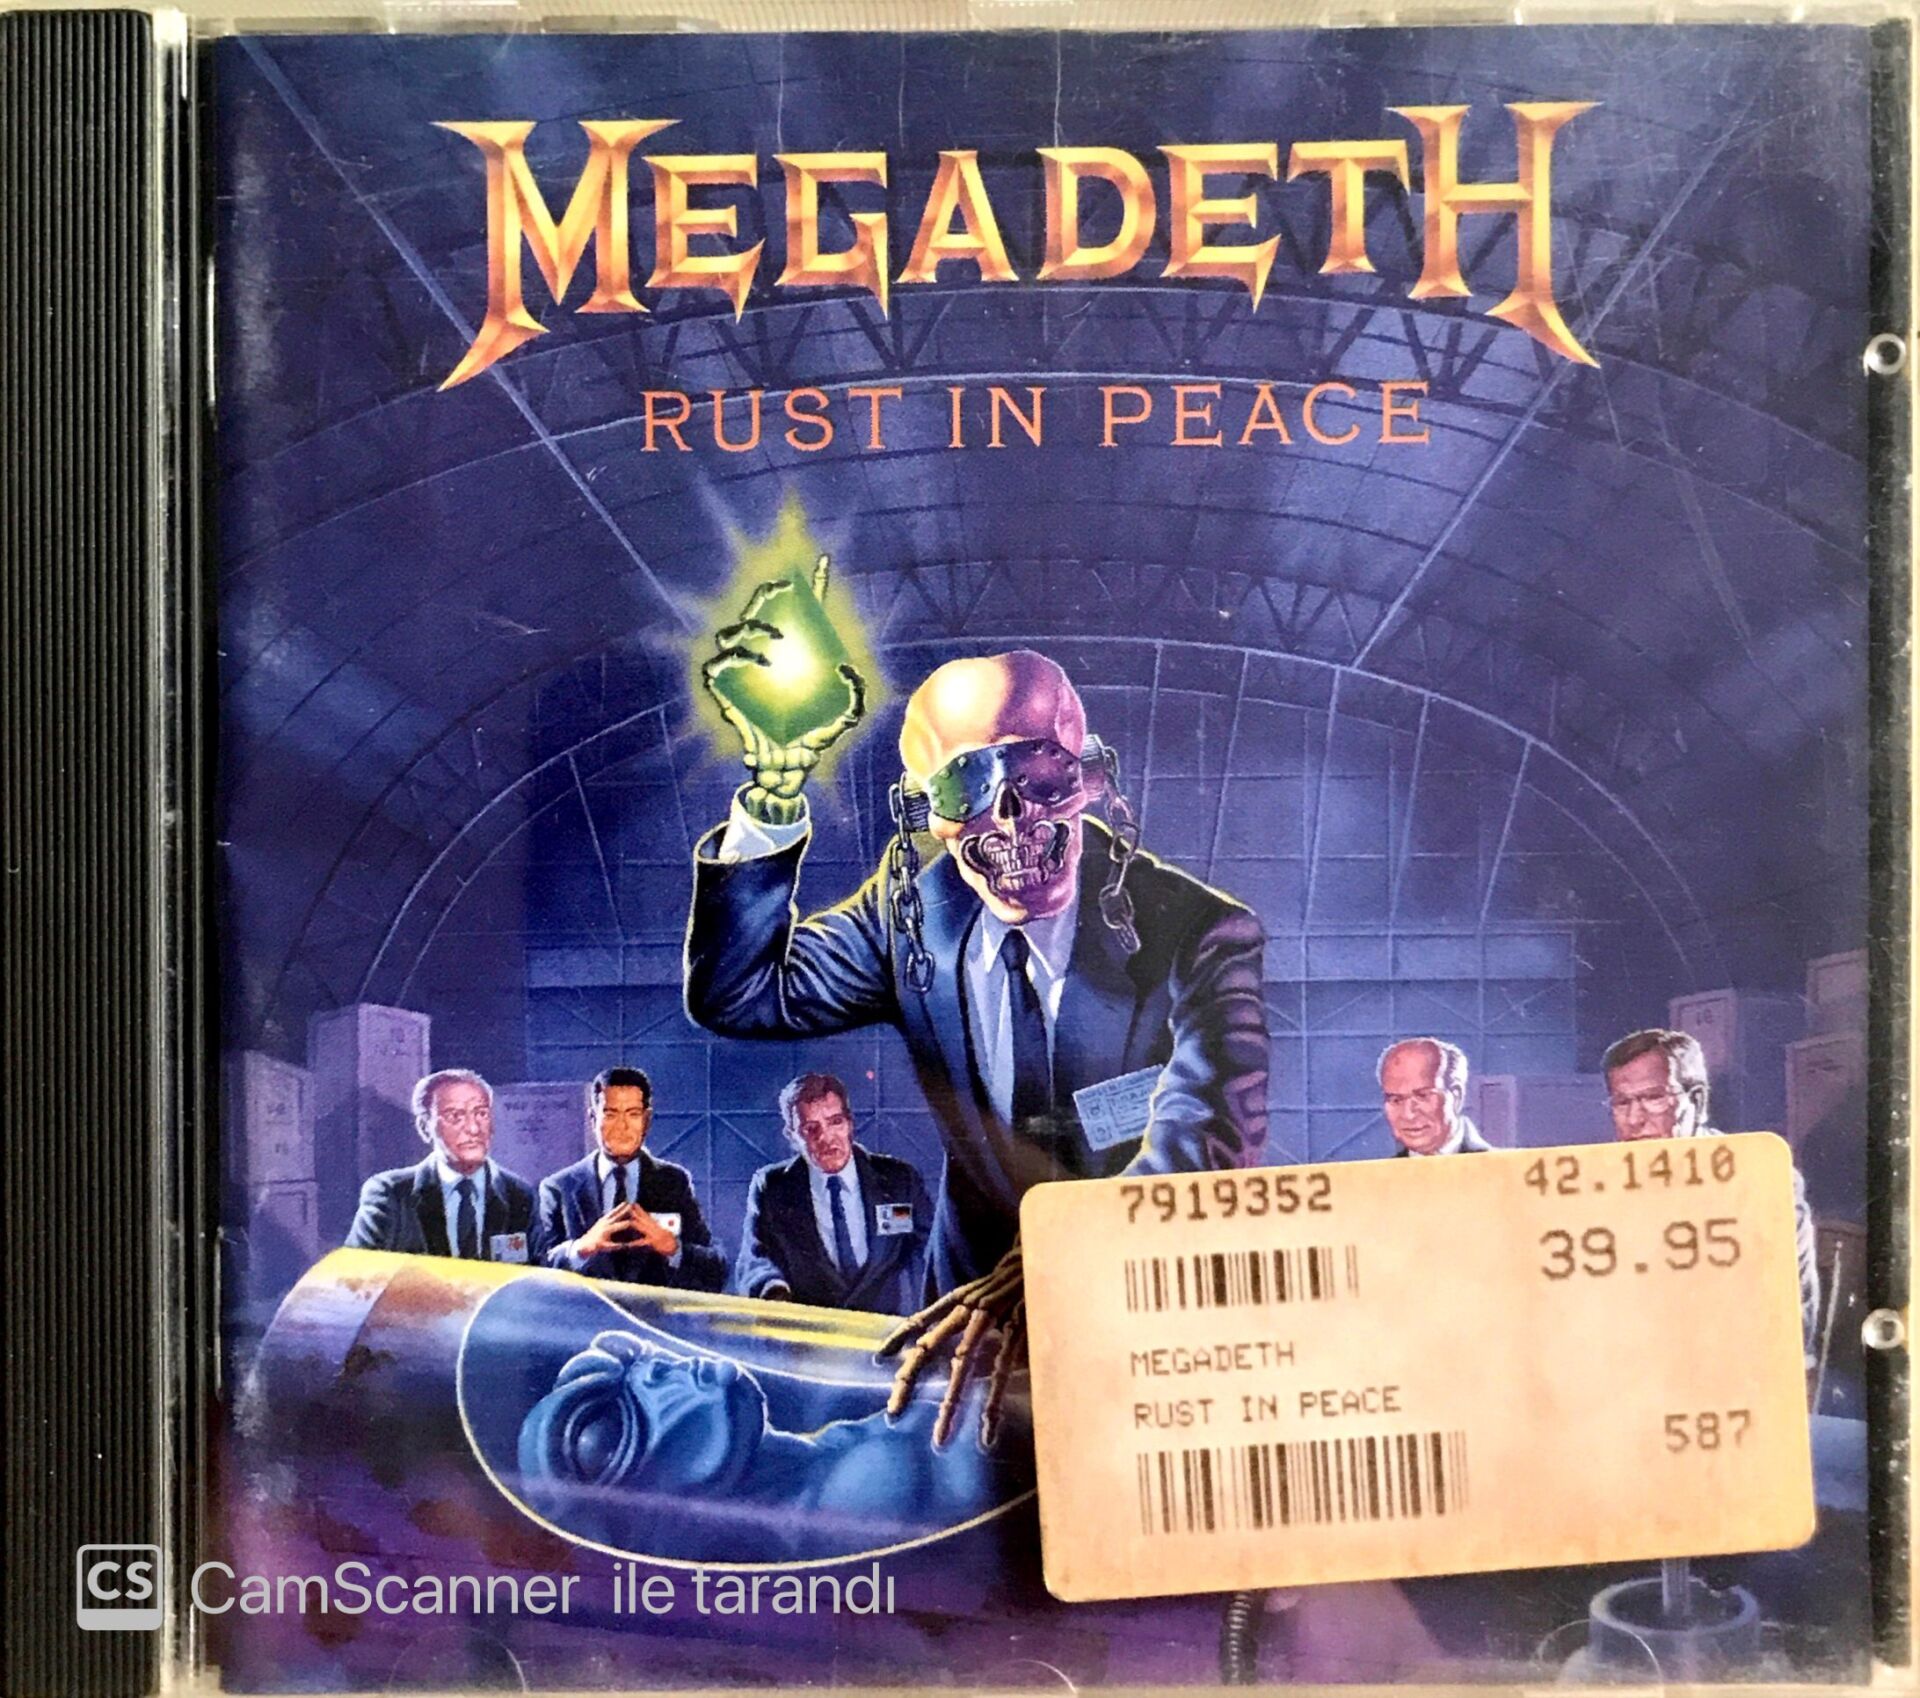 MEGADETH
RUST IN PEACE
7919352
42.1410
39.95
MEGADETH
RUST IN PEACE
587
CS CamScanner ile tarandı